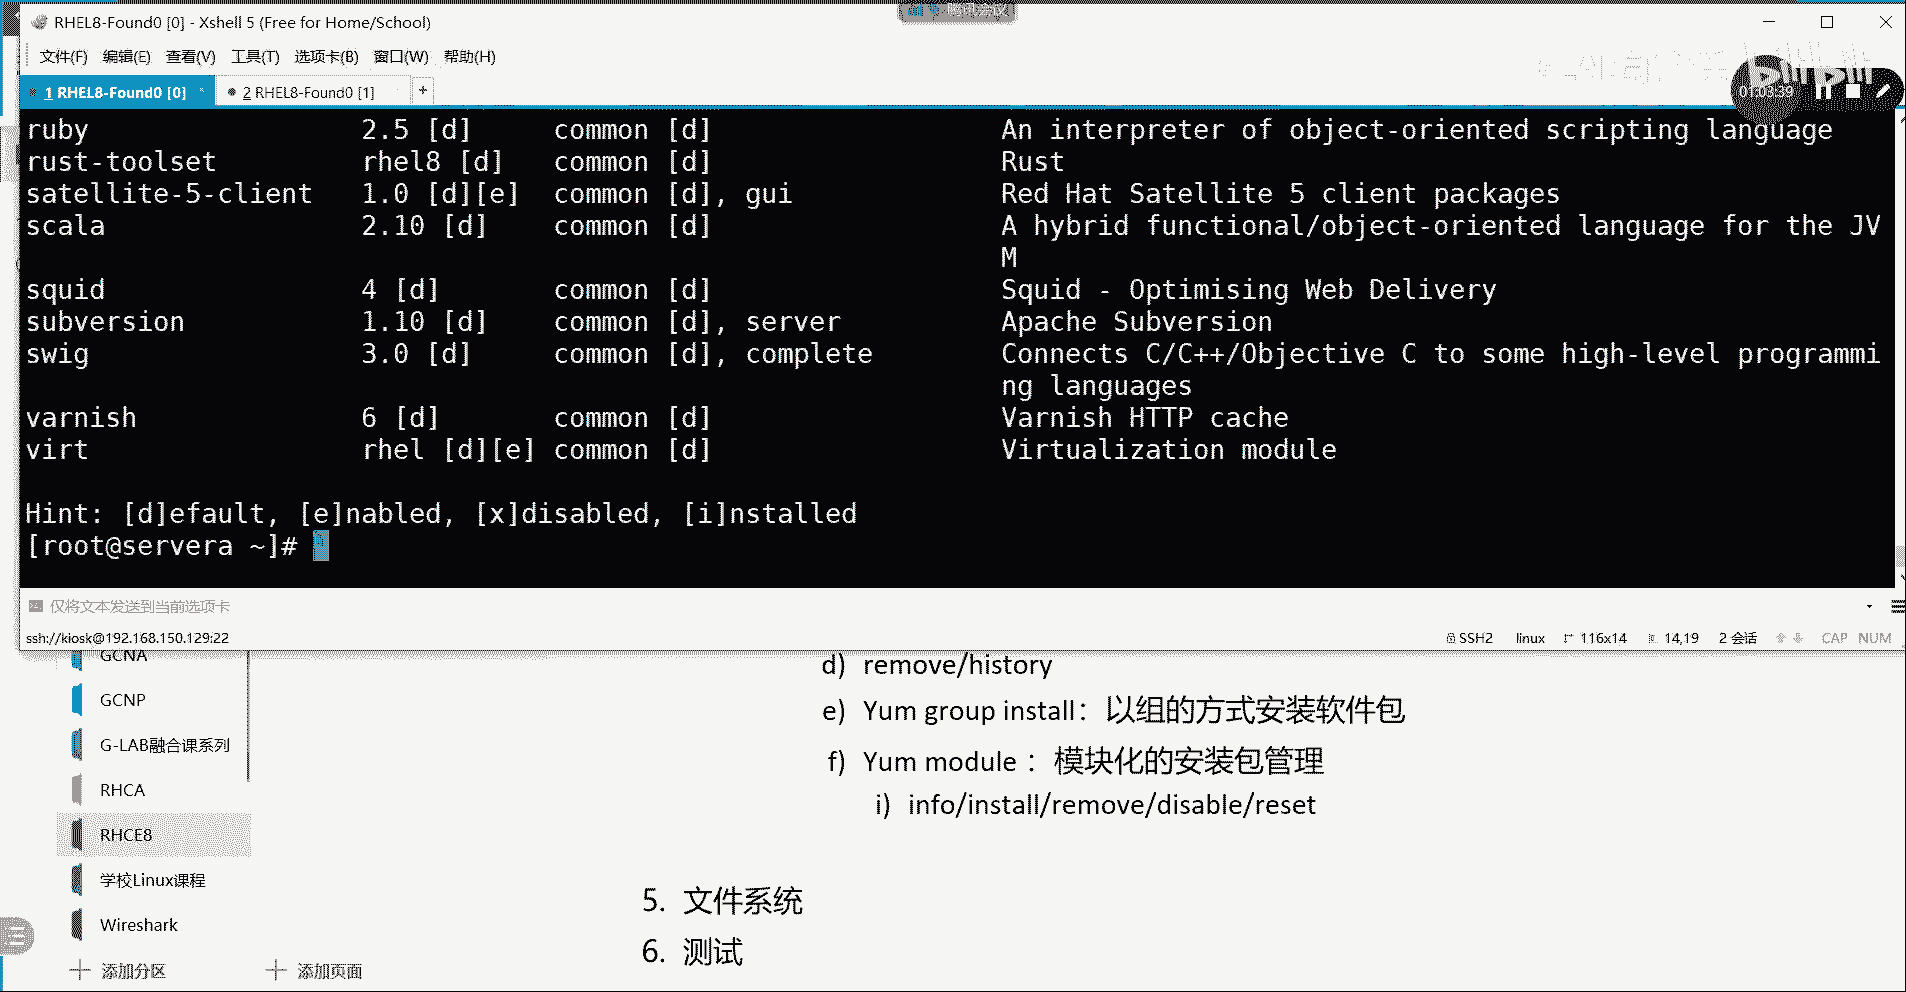 RHEL8-Found0 [0] - Xshell 5 (Free for Home/School)
文件(F) 编辑(E) 查看(V) 工具(T) 选项卡(B) 窗口(W) 帮助(H)
1 RHEL8-Found0 [0] × 2 RHEL8-Found0 [1] +
01:03:39
ruby 2.5 [d] common [d] An interpreter of object-oriented scripting language
rust-toolset rhel8 [d] common [d] Rust
satellite-5-client 1.0 [d][e] common [d], gui Red Hat Satellite 5 client packages
scala 2.10 [d] common [d] A hybrid functional/object-oriented language for the JV
M
squid 4 [d] common [d] Squid - Optimising Web Delivery
subversion 1.10 [d] common [d], server Apache Subversion
swig 3.0 [d] common [d], complete Connects C/C++/Objective C to some high-level programmi
ng languages
varnish 6 [d] common [d] Varnish HTTP cache
virt rhel [d][e] common [d] Virtualization module
Hint: [d]efault, [e]nabled, [x]disabled, [i]nstalled
[root@servera ~]#
仅将文本发送到当前选项卡
ssh://kiosk@192.168.150.129:22 SSH2 linux 116x14 14,19 2 会话 CAP NUM
GCNA
GCNP
G-LAB融合课系列
RHCA
RHCE8
学校Linux课程
Wireshark
添加分区 添加页面
d) remove/history
e) Yum group install：以组的方式安装软件包
f) Yum module ：模块化的安装包管理
i) info/install/remove/disable/reset
5. 文件系统
6. 测试